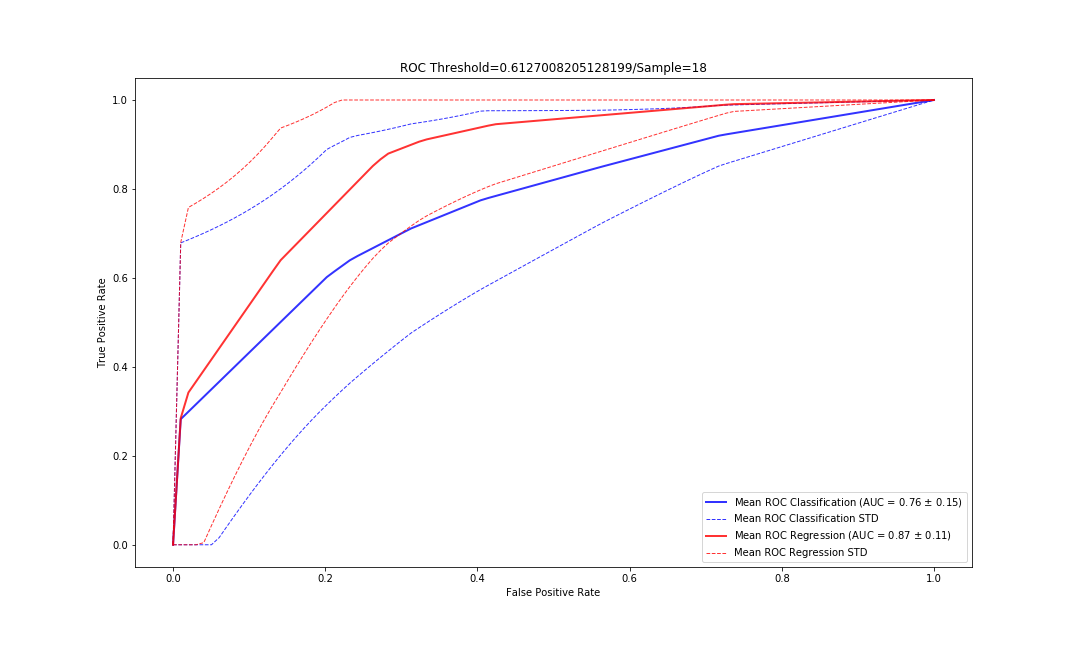 ROC Threshold=0.6127008205128199/Sample=18
1.0
0.8
0.6
0.4
0.2
0.0
True Positive Rate
0.0 0.2 0.4 0.6 0.8 1.0
False Positive Rate
Mean ROC Classification (AUC = 0.76 ± 0.15)
Mean ROC Classification STD
Mean ROC Regression (AUC = 0.87 ± 0.11)
Mean ROC Regression STD